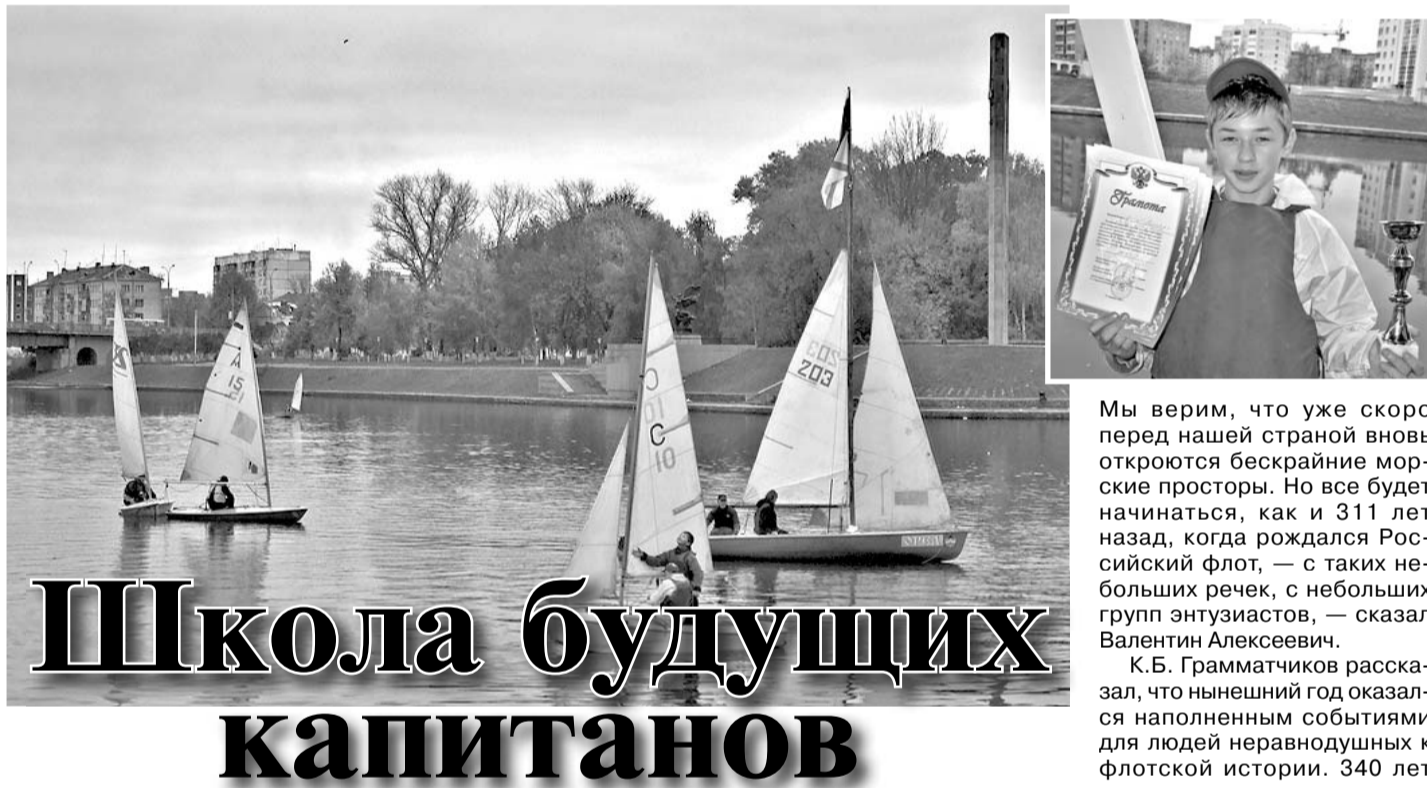 Грамота
А
15
С
10
203
Школа будущих
капитанов
Мы верим, что уже скоро
перед нашей страной вновь
откроются бескрайние мор-
ские просторы. Но все будет
начинаться, как и 311 лет
назад, когда рождался Рос-
сийский флот, — с таких не-
больших речек, с небольших
групп энтузиастов, — сказал
Валентин Алексеевич.
К.Б. Грамматчиков расска-
зал, что нынешний год оказал-
ся наполненным событиями
для людей неравнодушных к
флотской истории. 340 лет